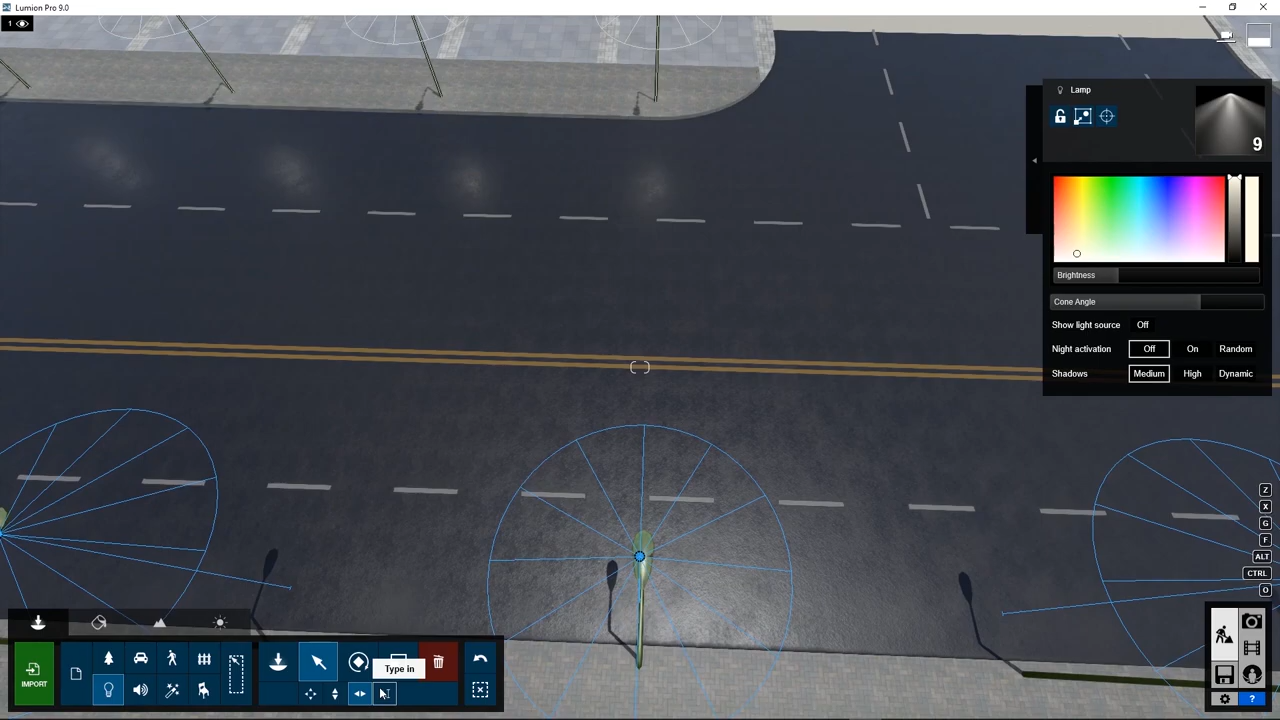 Lumion Pro 9.0
1
Lamp
9
Brightness
Cone Angle
Show light source Off
Night activation Off On Random
Shadows Medium High Dynamic
Z
X
G
F
ALT
CTRL
O
IMPORT
Type in
?